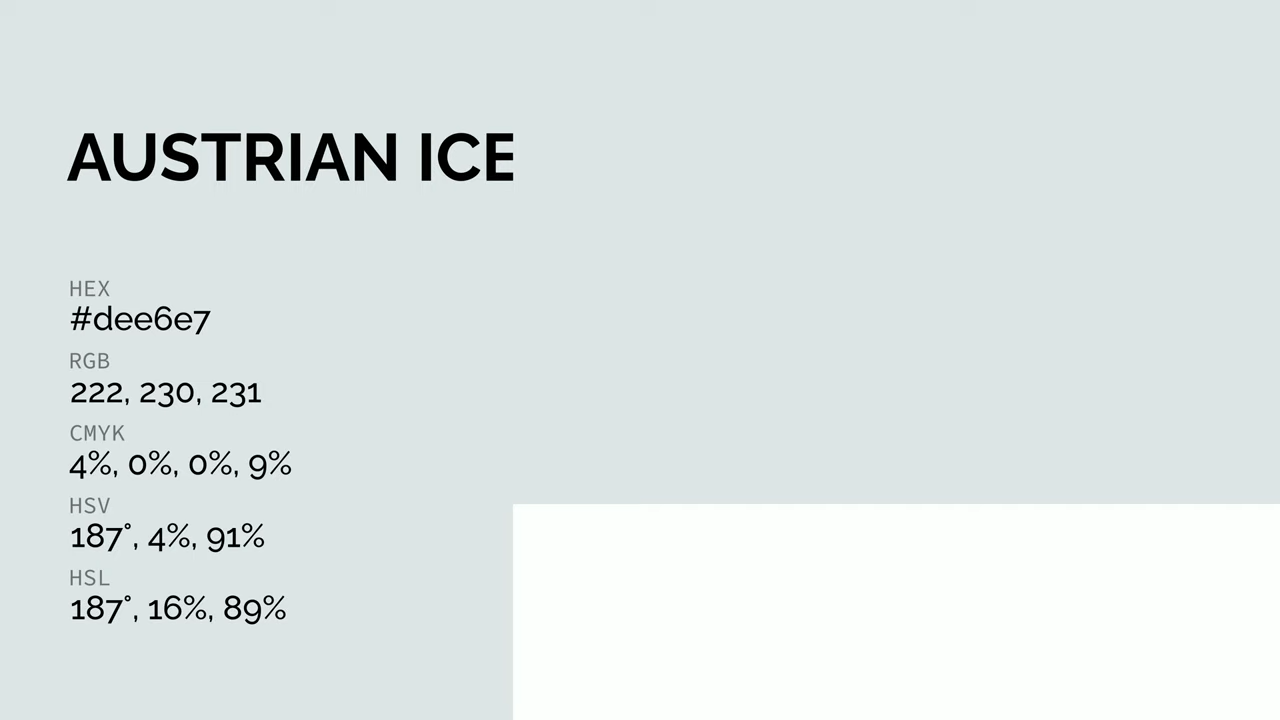 AUSTRIAN ICE
HEX
#dee6e7
RGB
222, 230, 231
CMYK
4%, 0%, 0%, 9%
HSV
187°, 4%, 91%
HSL
187°, 16%, 89%